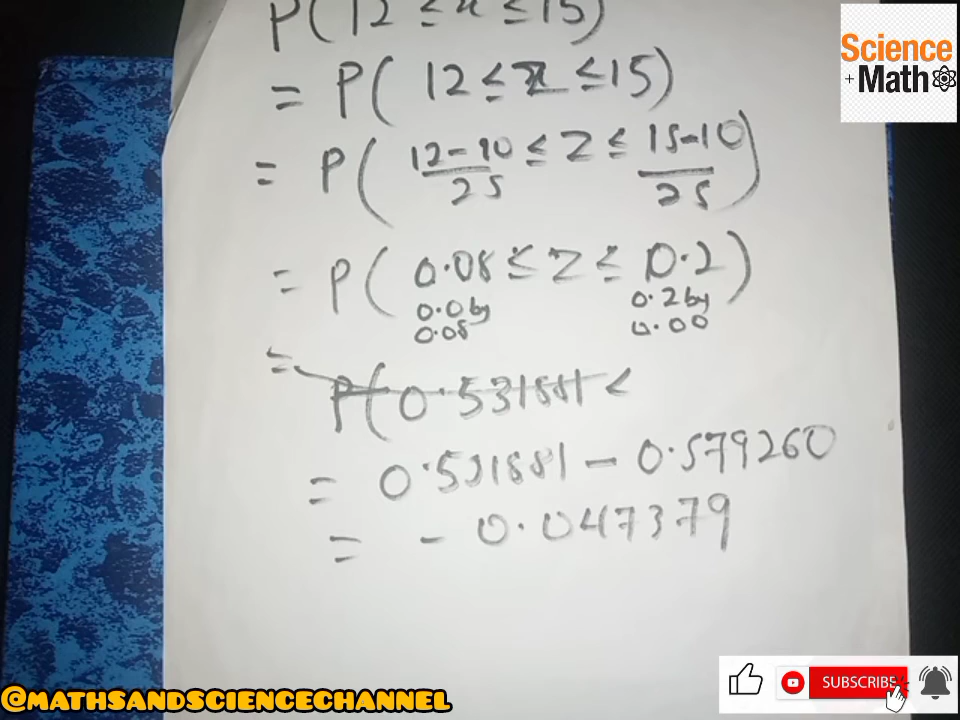 P(12 ≤ x ≤ 15)
= P( 12 ≤ x ≤ 15)
= P( 12-10/25 ≤ Z ≤ 15-10/25 )
= P( 0.08 ≤ Z ≤ 0.2 )
0.0 by 0.2 by
0.08 0.00
= P(0.531881 <
= 0.531881 - 0.579260
= - 0.047379
Science
+Math
SUBSCRIBE
@MATHSANDSCIENCECHANNEL